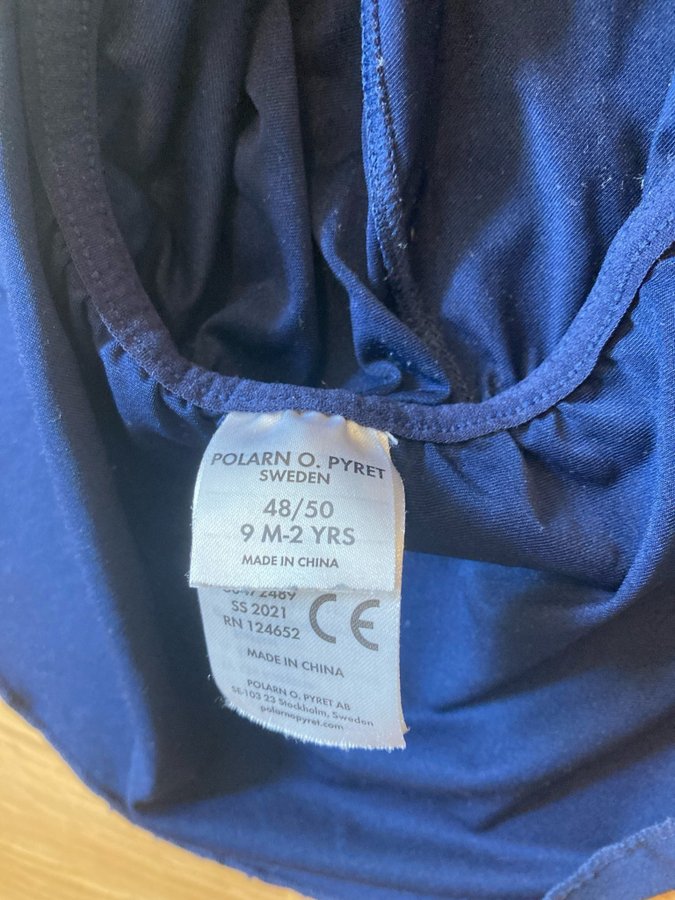 POLARN O. PYRET
SWEDEN
48/50
9 M-2 YRS
MADE IN CHINA
SS 2021
RN 124652
CE
MADE IN CHINA
POLARN O. PYRET AB
SE-103 23 Stockholm, Sweden
polarnopyret.com